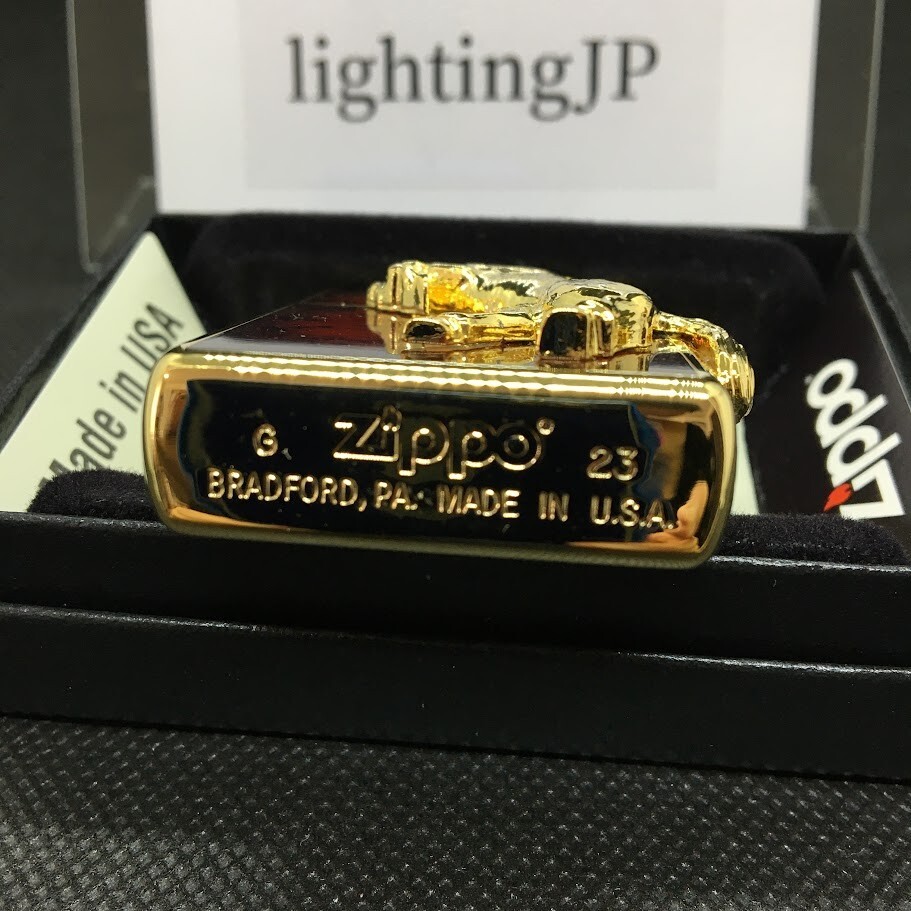 lightingJP
Made in USA
zippo
G zippo® 23
BRADFORD, PA. MADE IN U.S.A.